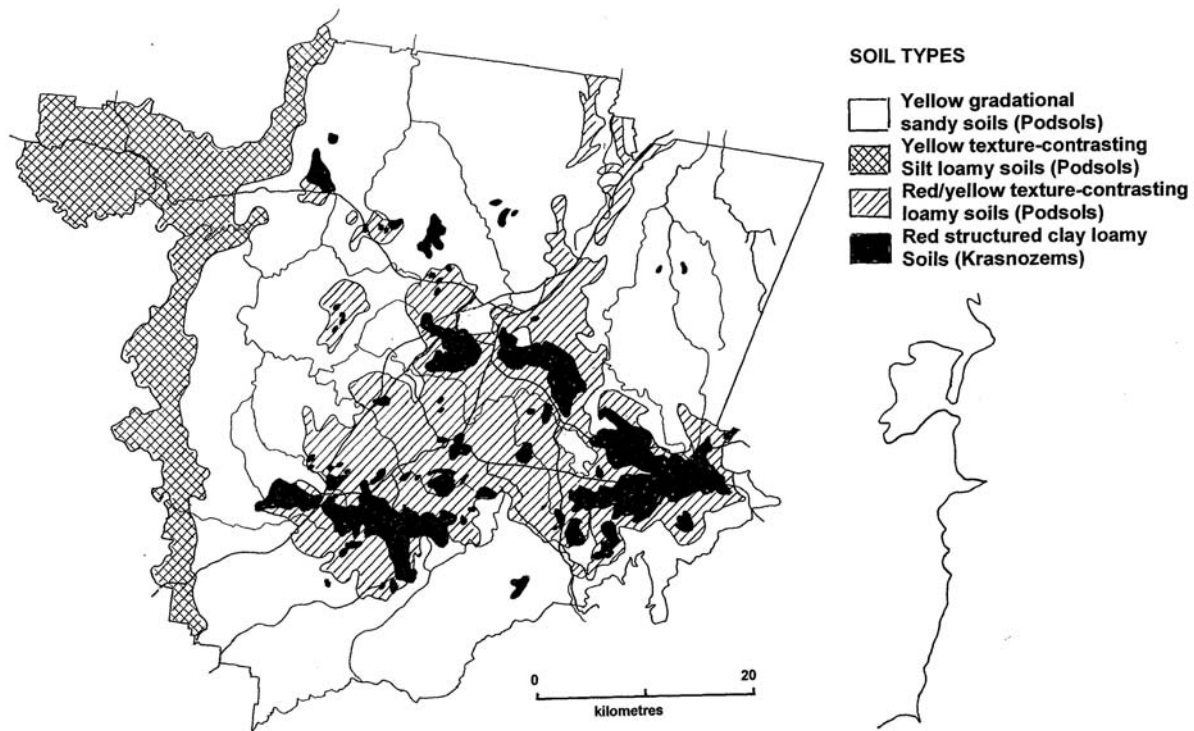 SOIL TYPES
Yellow gradational
sandy soils (Podsols)
Yellow texture-contrasting
Silt loamy soils (Podsols)
Red/yellow texture-contrasting
loamy soils (Podsols)
Red structured clay loamy
Soils (Krasnozems)
0 20
kilometres